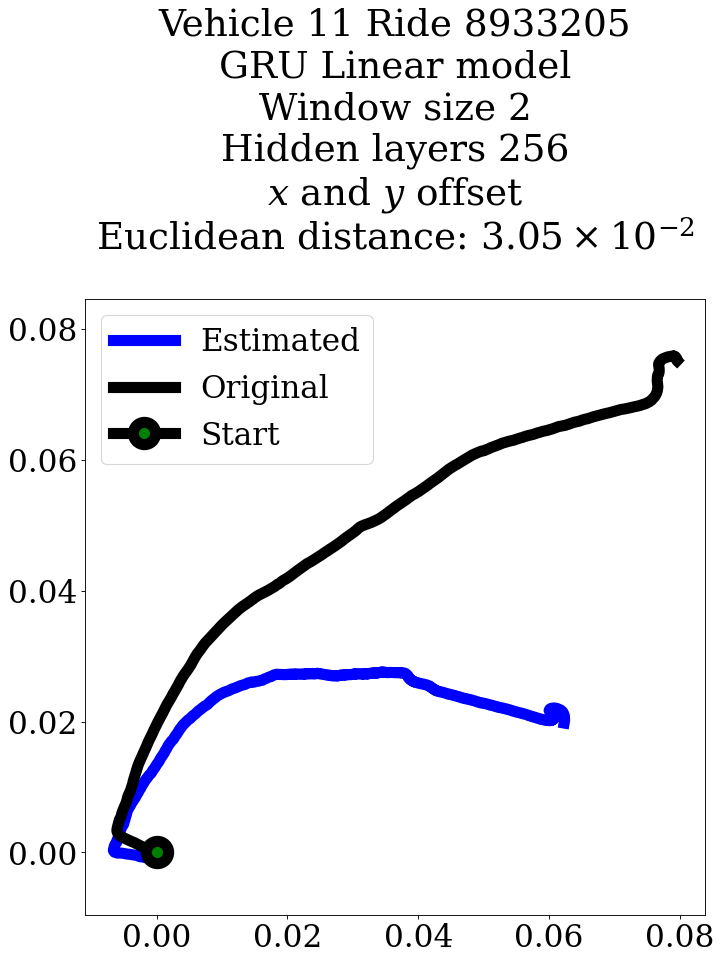 Vehicle 11 Ride 8933205
GRU Linear model
Window size 2
Hidden layers 256
x and y offset
Euclidean distance: 3.05 × 10⁻²
Estimated
Original
Start
0.08
0.06
0.04
0.02
0.00
0.00 0.02 0.04 0.06 0.08